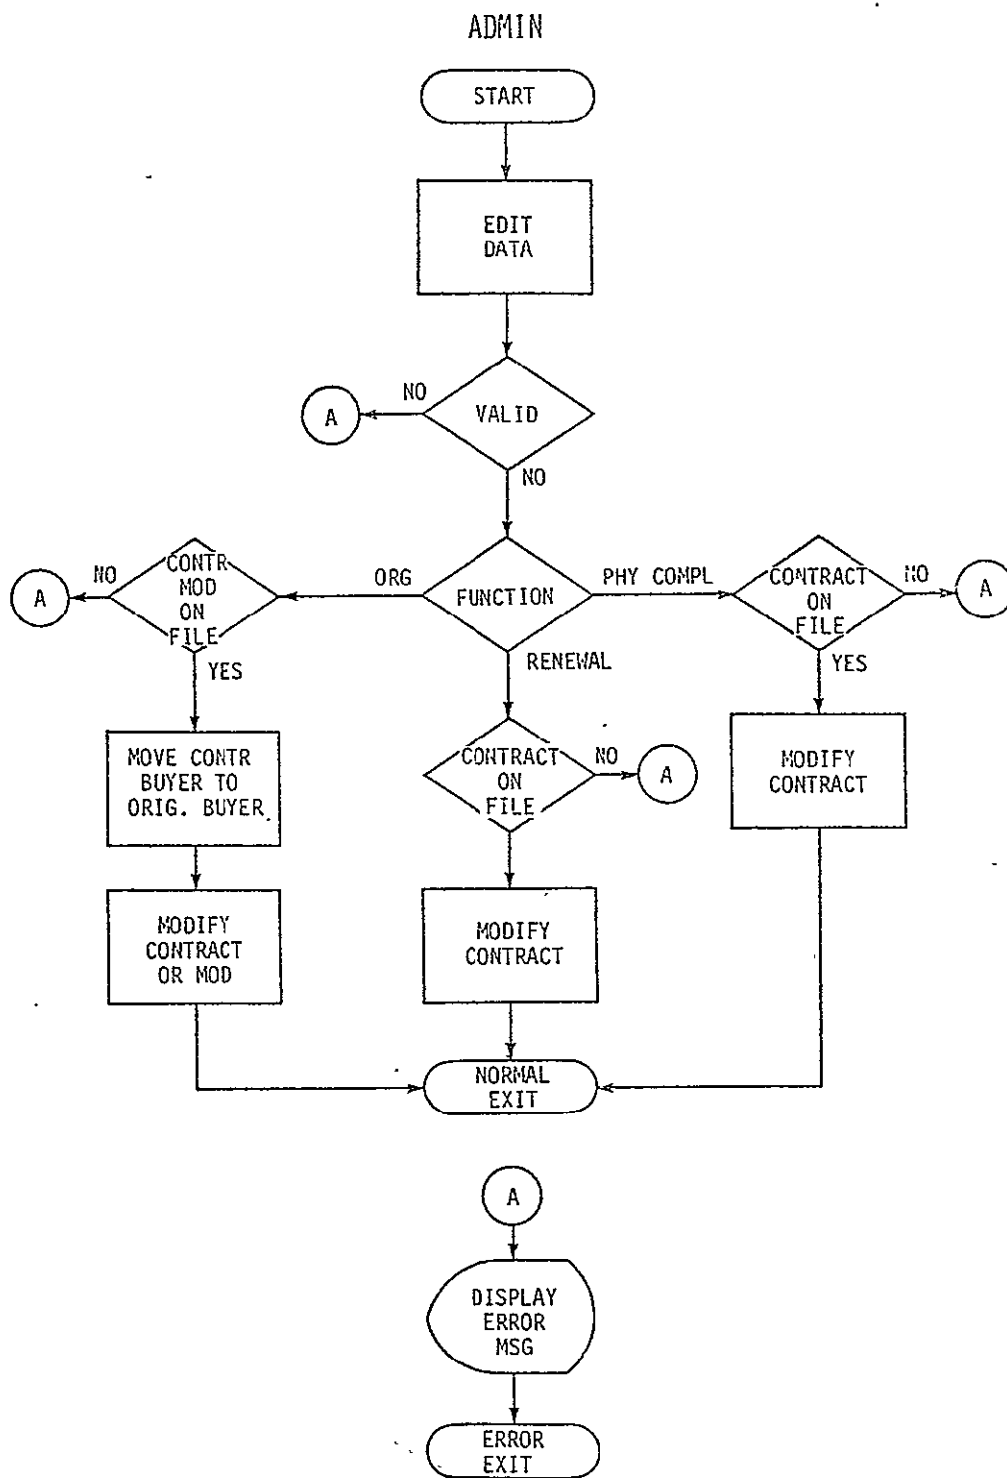 ADMIN
START
EDIT
DATA
NO
A
VALID
NO
NO
A
CONTR
MOD
ON
FILE
ORG
FUNCTION
PHY COMPL
CONTRACT
ON
FILE
NO
A
YES
RENEWAL
YES
MOVE CONTR
BUYER TO
ORIG. BUYER
CONTRACT
ON
FILE
NO
A
MODIFY
CONTRACT
MODIFY
CONTRACT
OR MOD
MODIFY
CONTRACT
NORMAL
EXIT
A
DISPLAY
ERROR
MSG
ERROR
EXIT